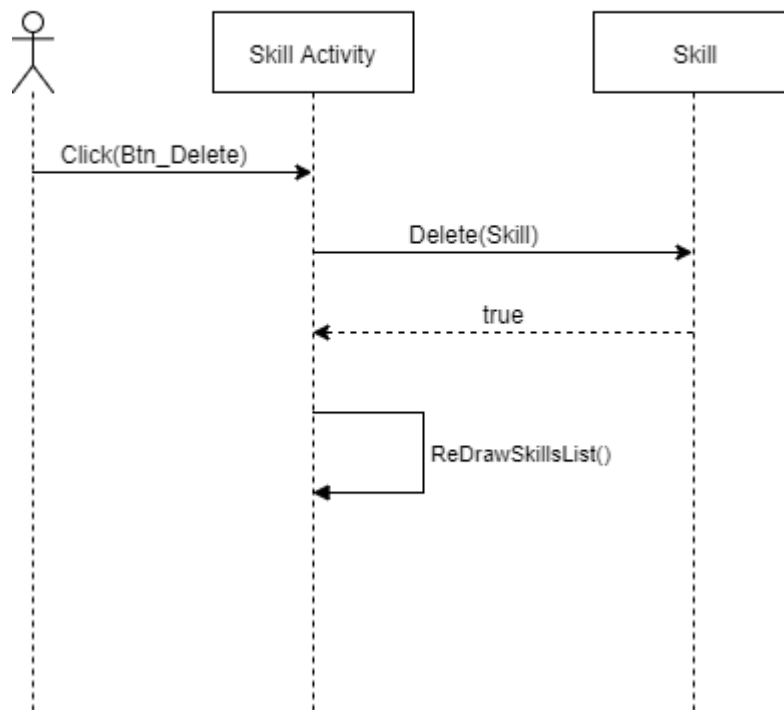 Skill Activity
Skill
Click(Btn_Delete)
Delete(Skill)
true
ReDrawSkillsList()